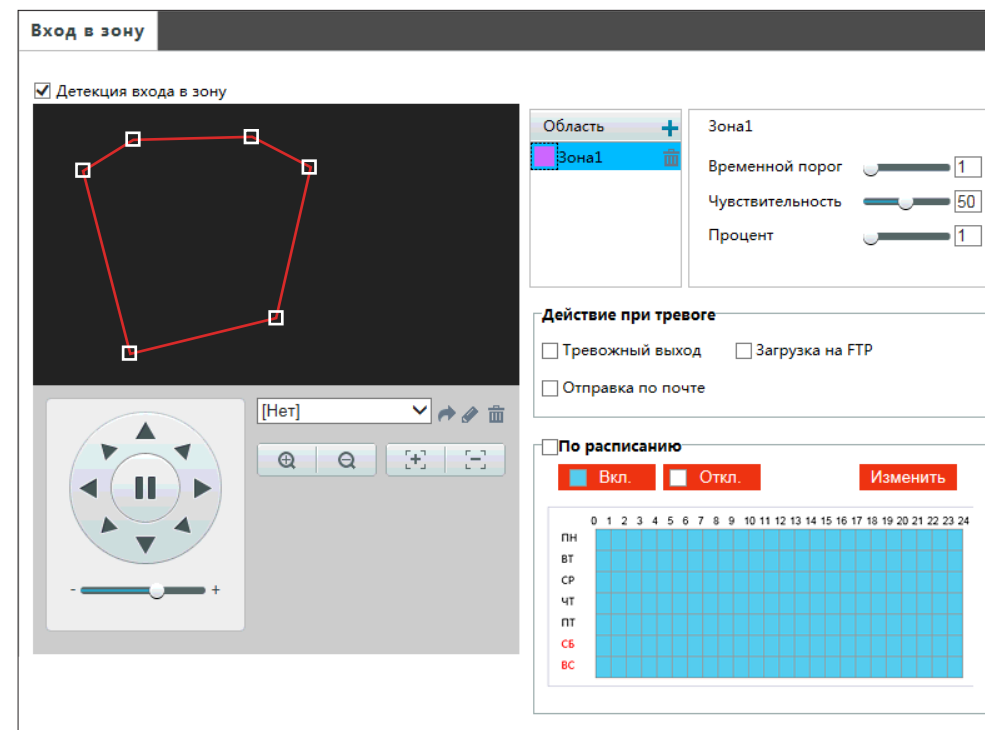 Вход в зону
Детекция входа в зону
Область
Зона1
Зона1
Временной порог 1
Чувствительность 50
Процент 1
Действие при тревоге
Тревожный выход Загрузка на FTP
Отправка по почте
[Нет]
- +
По расписанию
Вкл. Откл. Изменить
0 1 2 3 4 5 6 7 8 9 10 11 12 13 14 15 16 17 18 19 20 21 22 23 24
ПН
ВТ
СР
ЧТ
ПТ
СБ
ВС